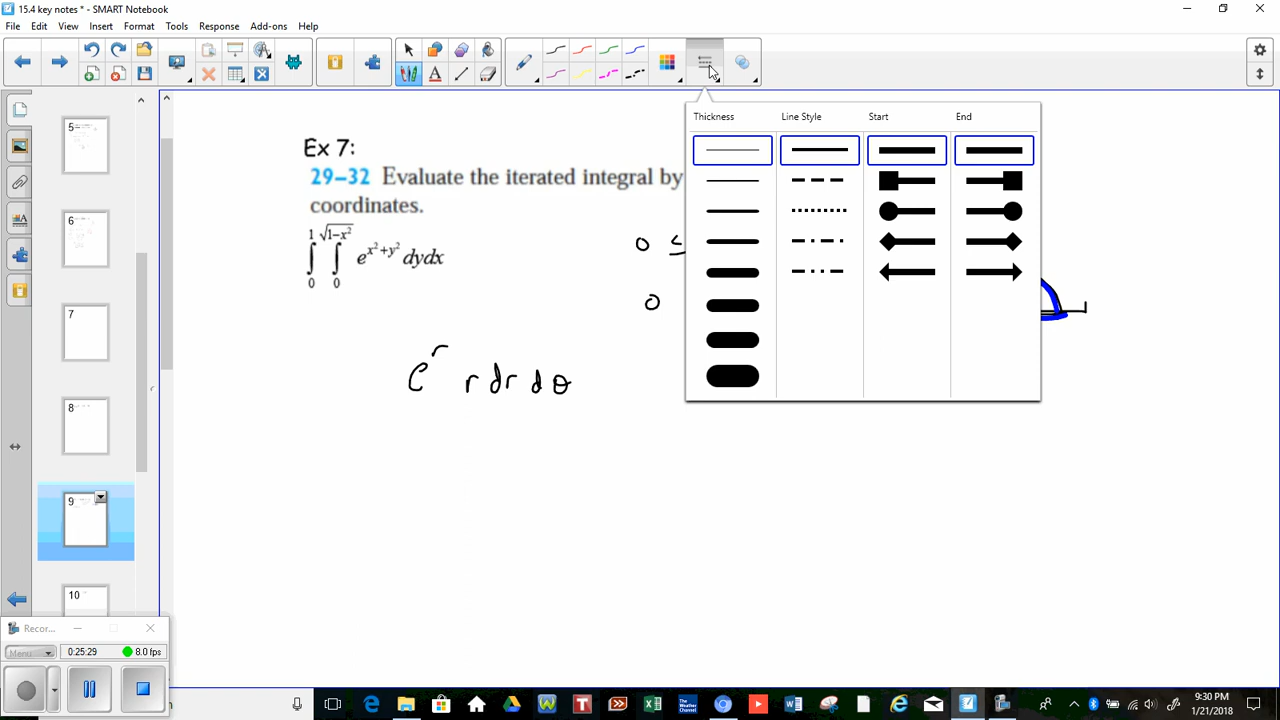 15.4 key notes * - SMART Notebook
File Edit View Insert Format Tools Response Add-ons Help
Thickness Line Style Start End
5
6
7
8
9
10
Ex 7:
29–32 Evaluate the iterated integral by
coordinates.
∫₀¹ ∫₀^√(1−x²) e^(x²+y²) dydx
0 ≤
0
e^r r dr dθ
Recor...
Menu 0:25:29 8.0 fps
9:30 PM
1/21/2018